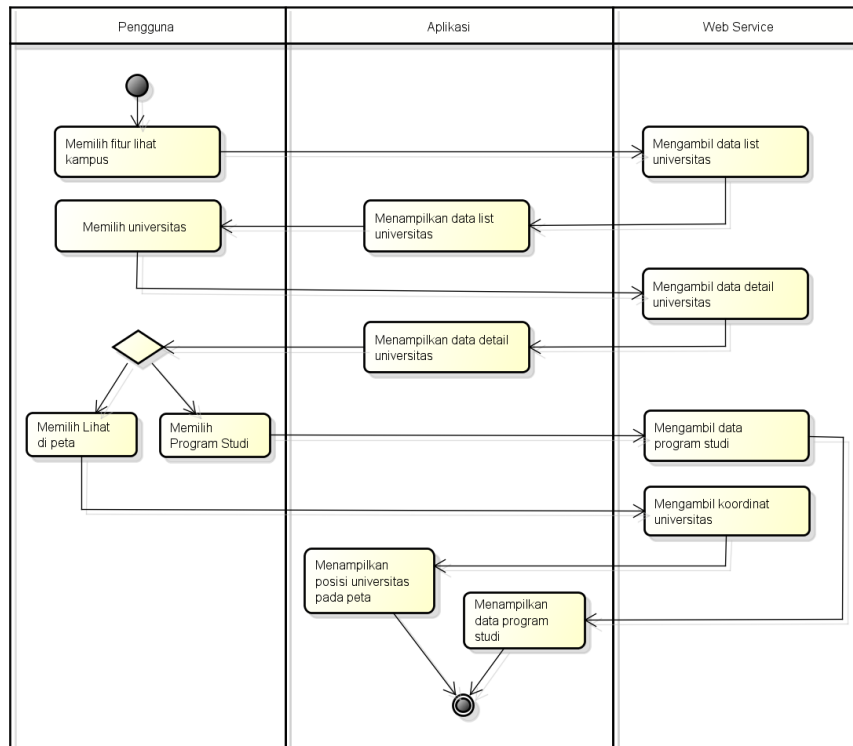 Pengguna
Aplikasi
Web Service
Memilih fitur lihat
kampus
Mengambil data list
universitas
Memilih universitas
Menampilkan data list
universitas
Mengambil data detail
universitas
Menampilkan data detail
universitas
Memilih Lihat
di peta
Memilih
Program Studi
Mengambil data
program studi
Mengambil koordinat
universitas
Menampilkan
posisi universitas
pada peta
Menampilkan
data program
studi